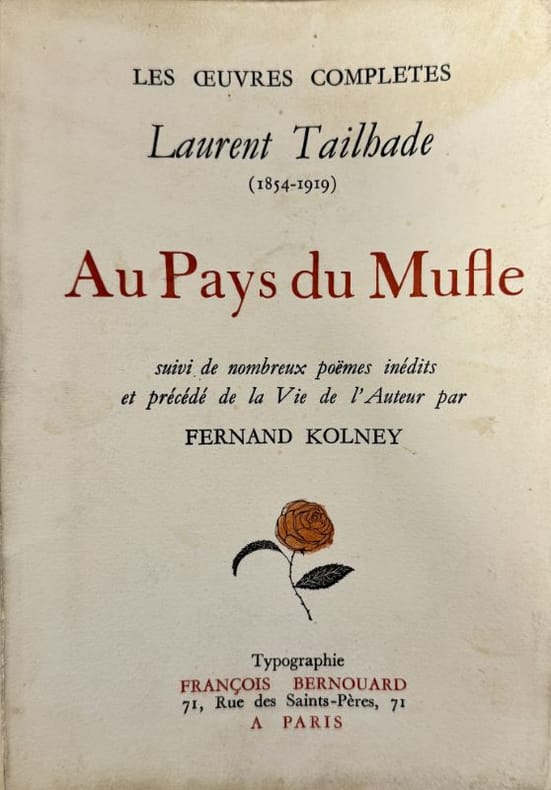 LES ŒUVRES COMPLETES
Laurent Tailhade
(1854-1919)
Au Pays du Mufle
suivi de nombreux poëmes inédits
et précédé de la Vie de l'Auteur par
FERNAND KOLNEY
Typographie
FRANÇOIS BERNOUARD
71, Rue des Saints-Pères, 71
A PARIS